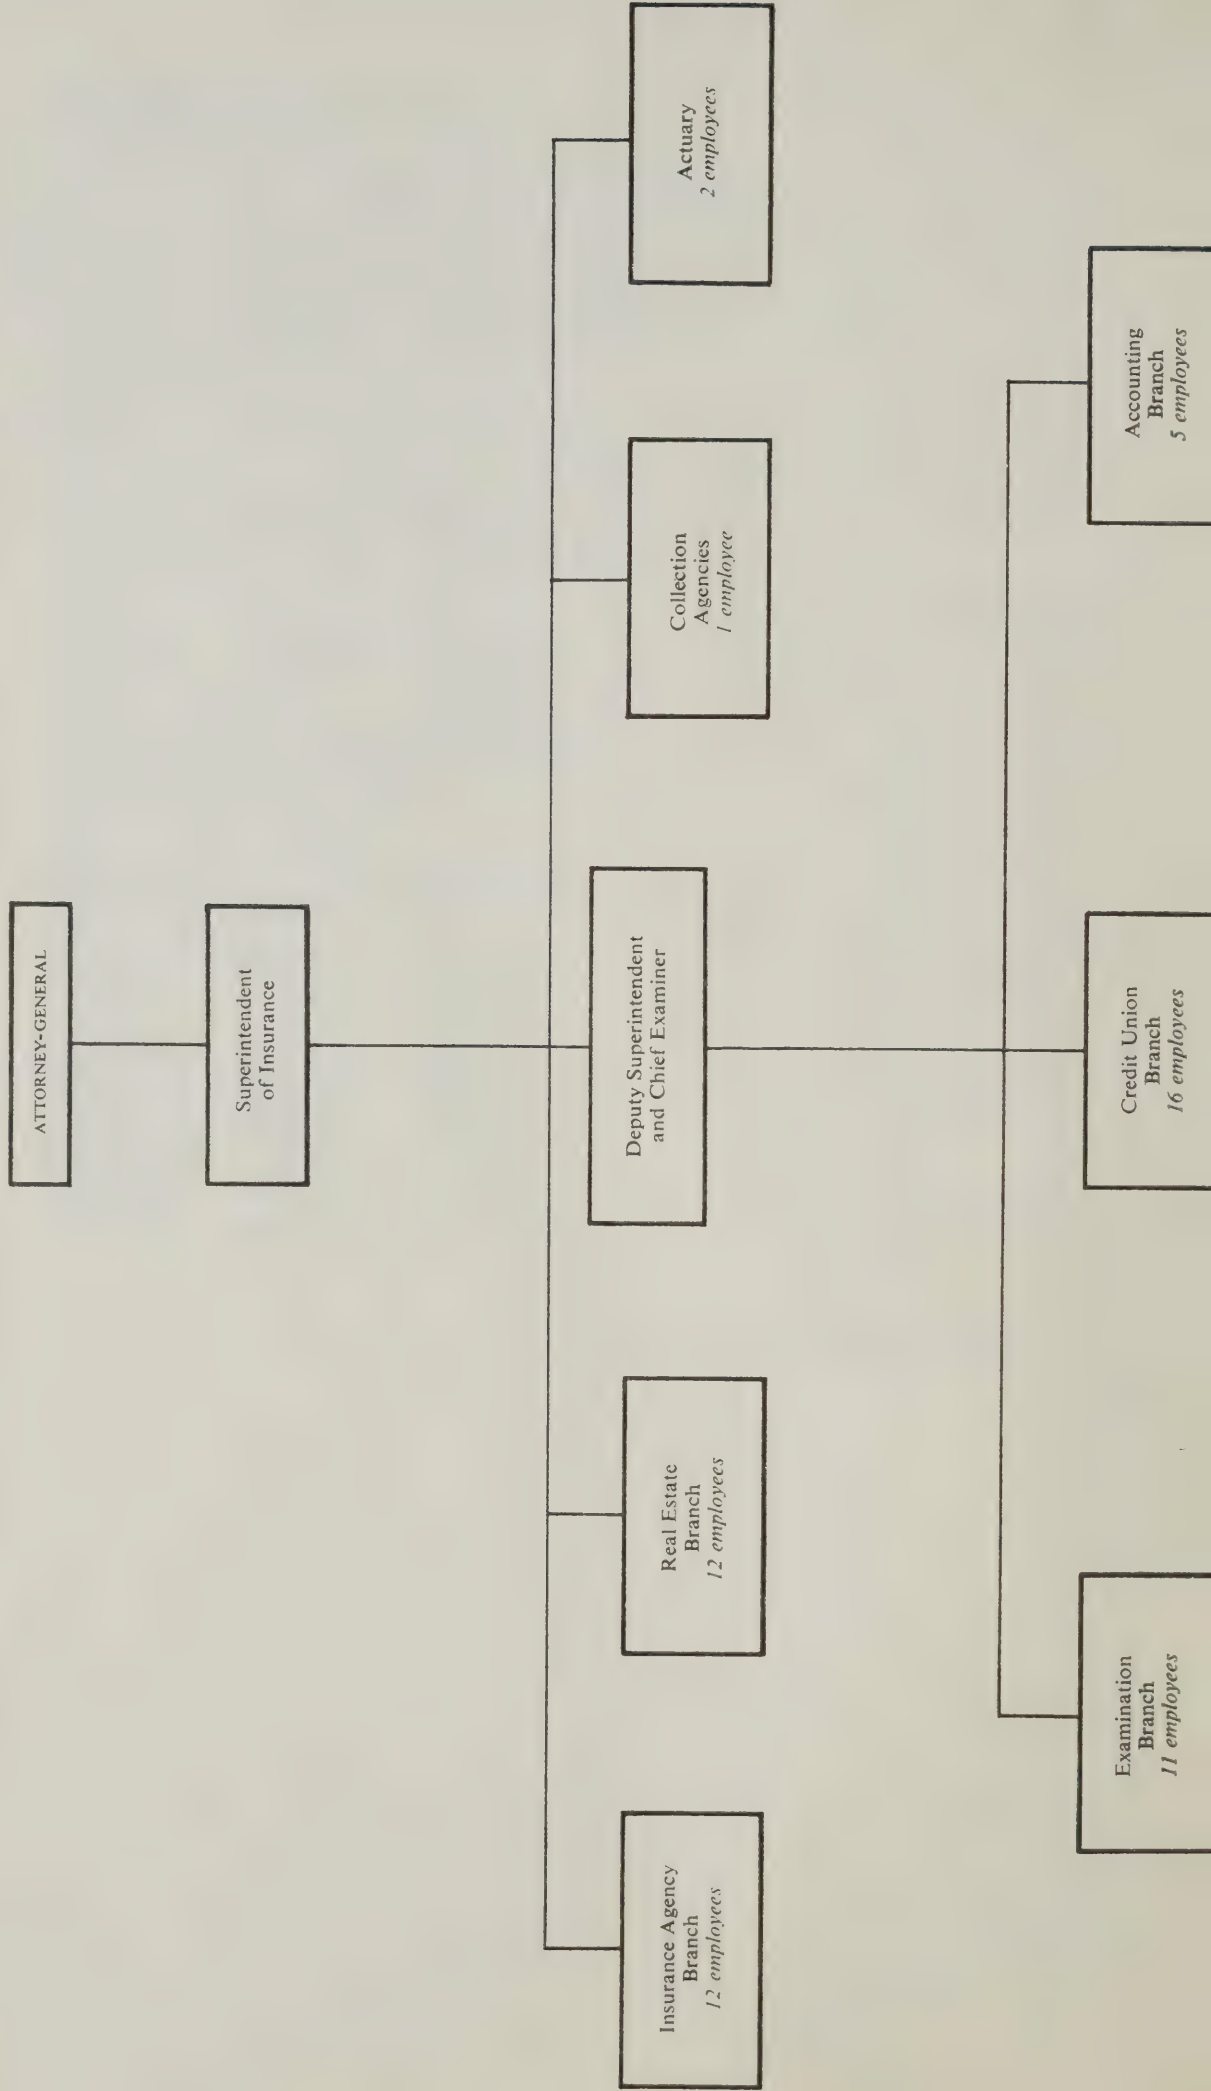 ATTORNEY-GENERAL
Superintendent
of Insurance
Insurance Agency
Branch
12 employees
Real Estate
Branch
12 employees
Deputy Superintendent
and Chief Examiner
Collection
Agencies
1 employee
Actuary
2 employees
Examination
Branch
11 employees
Credit Union
Branch
16 employees
Accounting
Branch
5 employees